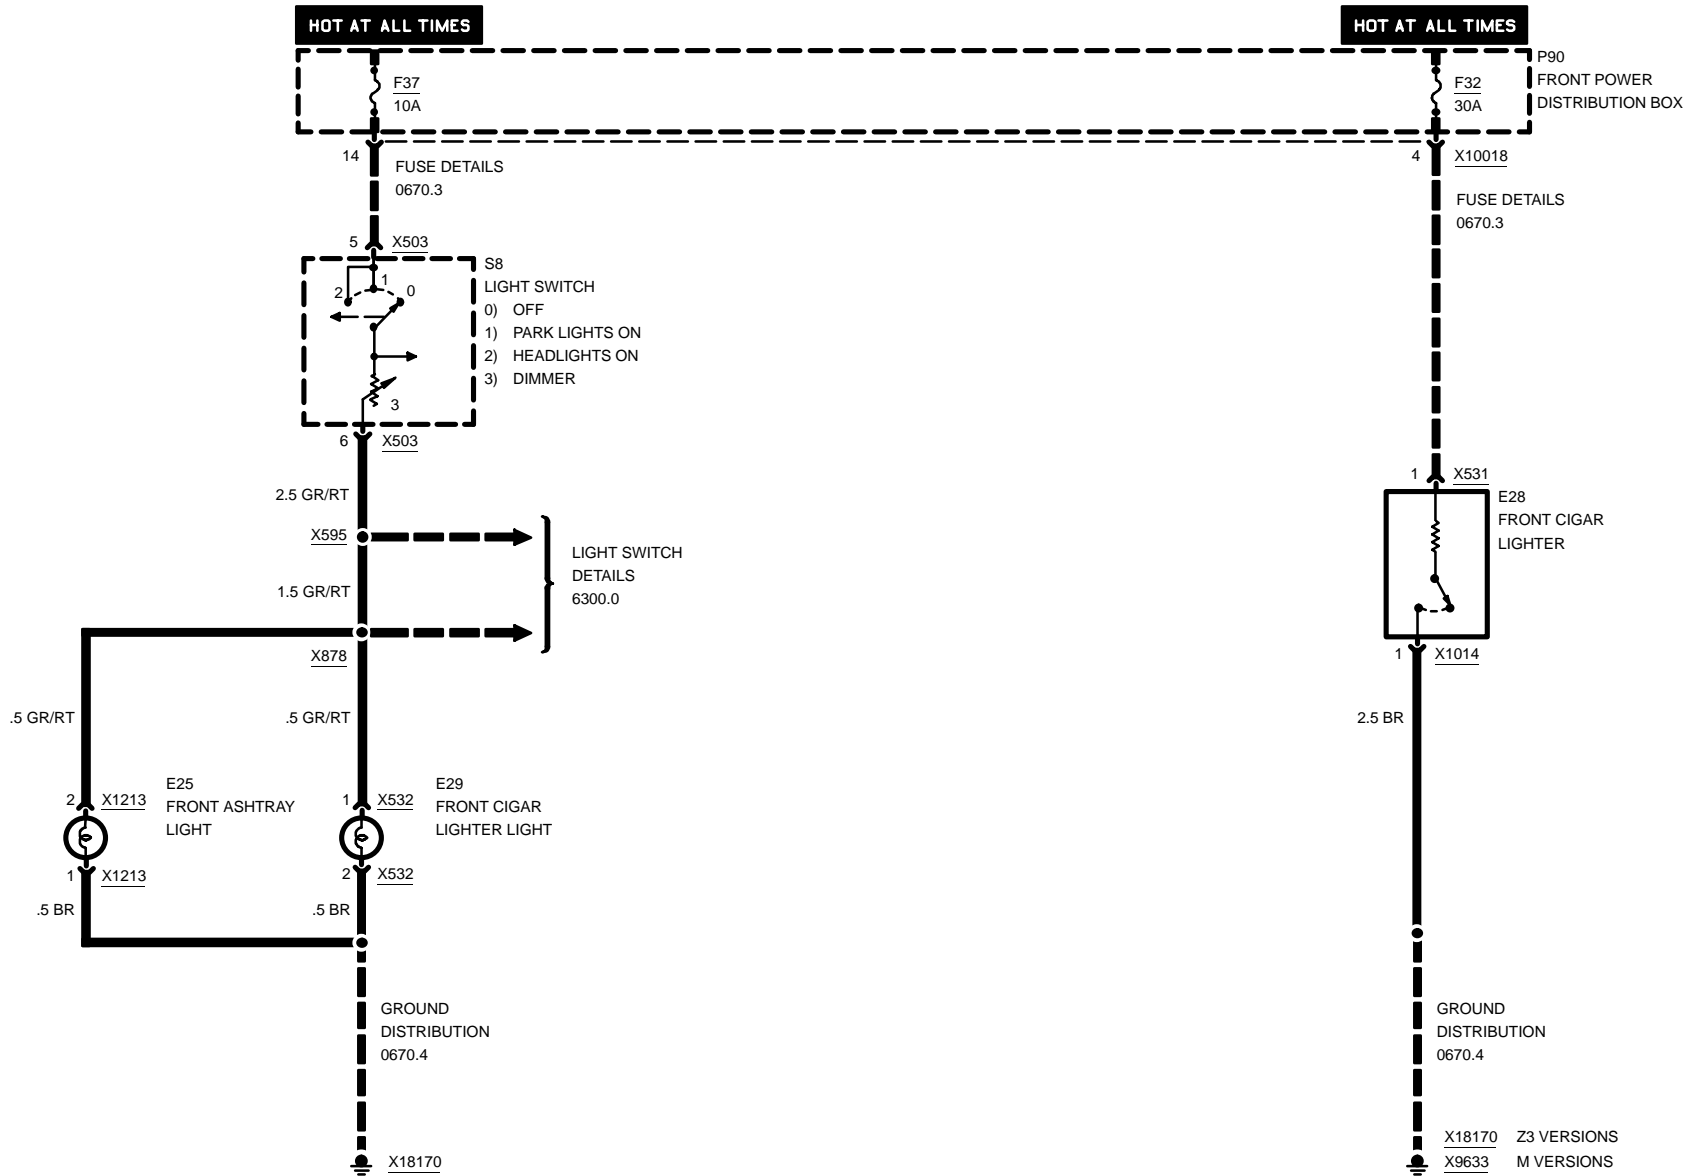 HOT AT ALL TIMES
HOT AT ALL TIMES
F37
10A
F32
30A
P90
FRONT POWER
DISTRIBUTION BOX
14
FUSE DETAILS
0670.3
4
X10018
FUSE DETAILS
0670.3
5
X503
2
1
0
3
S8
LIGHT SWITCH
0) OFF
1) PARK LIGHTS ON
2) HEADLIGHTS ON
3) DIMMER
6
X503
2.5 GR/RT
X595
1.5 GR/RT
LIGHT SWITCH
DETAILS
6300.0
X878
1
X531
E28
FRONT CIGAR
LIGHTER
1
X1014
2.5 BR
.5 GR/RT
.5 GR/RT
2
X1213
E25
FRONT ASHTRAY
LIGHT
1
X532
E29
FRONT CIGAR
LIGHTER LIGHT
1
X1213
2
X532
.5 BR
.5 BR
GROUND
DISTRIBUTION
0670.4
GROUND
DISTRIBUTION
0670.4
X18170
X18170 Z3 VERSIONS
X9633 M VERSIONS